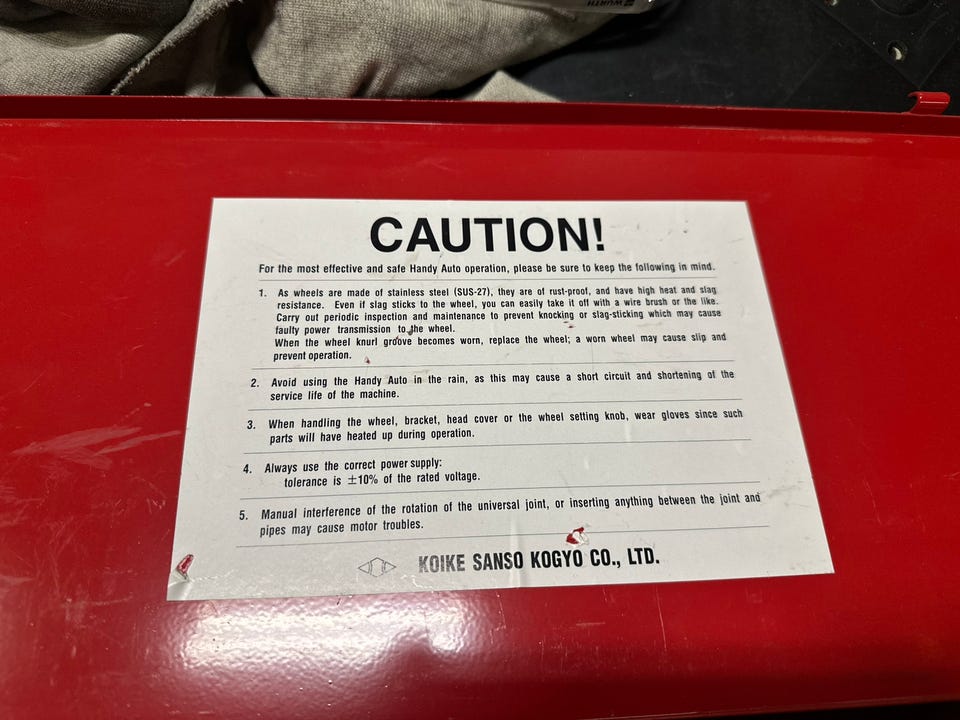 WÜRTH
CAUTION!
For the most effective and safe Handy Auto operation, please be sure to keep the following in mind.
1. As wheels are made of stainless steel (SUS-27), they are of rust-proof, and have high heat and slag
resistance. Even if slag sticks to the wheel, you can easily take it off with a wire brush or the like.
Carry out periodic inspection and maintenance to prevent knocking or slag-sticking which may cause
faulty power transmission to the wheel.
When the wheel knurl groove becomes worn, replace the wheel; a worn wheel may cause slip and
prevent operation.
2. Avoid using the Handy Auto in the rain, as this may cause a short circuit and shortening of the
service life of the machine.
3. When handling the wheel, bracket, head cover or the wheel setting knob, wear gloves since such
parts will have heated up during operation.
4. Always use the correct power supply:
tolerance is ±10% of the rated voltage.
5. Manual interference of the rotation of the universal joint, or inserting anything between the joint and
pipes may cause motor troubles.
KOIKE SANSO KOGYO CO., LTD.